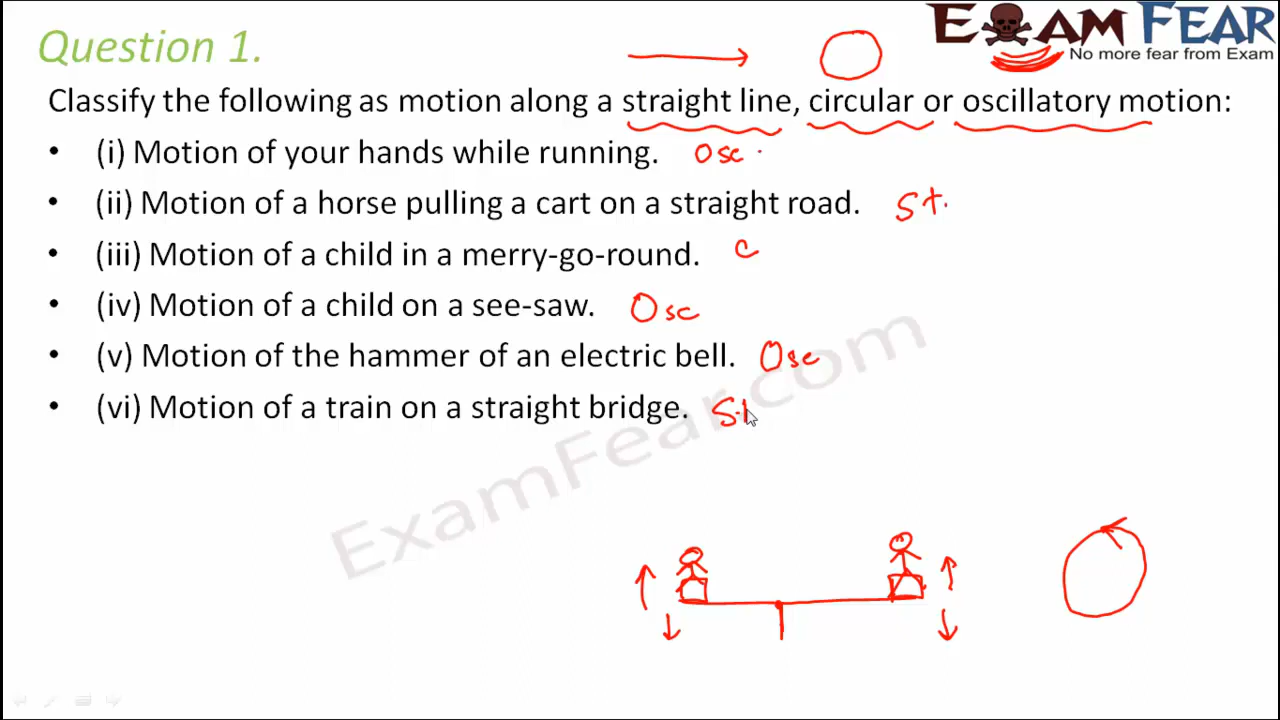 EXAM FEAR
No more fear from Exam
Question 1.
Classify the following as motion along a straight line, circular or oscillatory motion:
• (i) Motion of your hands while running. Osc.
• (ii) Motion of a horse pulling a cart on a straight road. St.
• (iii) Motion of a child in a merry-go-round. C
• (iv) Motion of a child on a see-saw. Osc
• (v) Motion of the hammer of an electric bell. Osc
• (vi) Motion of a train on a straight bridge. St
ExamFear.com